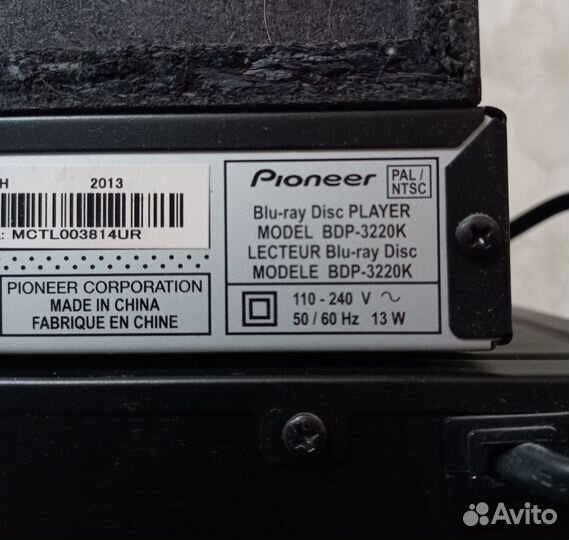 H 2013
: MCTL003814UR
PIONEER CORPORATION
MADE IN CHINA
FABRIQUE EN CHINE
Pioneer
PAL/
NTSC
Blu-ray Disc PLAYER
MODEL BDP-3220K
LECTEUR Blu-ray Disc
MODELE BDP-3220K
110 - 240 V ~
50 / 60 Hz 13 W
Avito